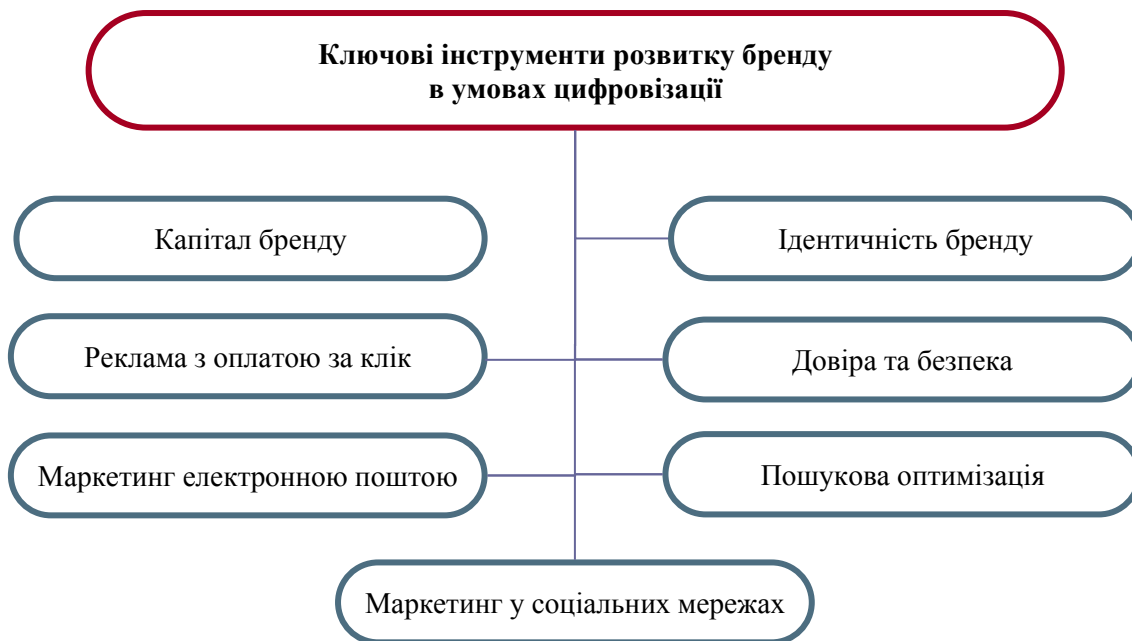 Ключові інструменти розвитку бренду
в умовах цифровізації
Капітал бренду
Ідентичність бренду
Реклама з оплатою за клік
Довіра та безпека
Маркетинг електронною поштою
Пошукова оптимізація
Маркетинг у соціальних мережах